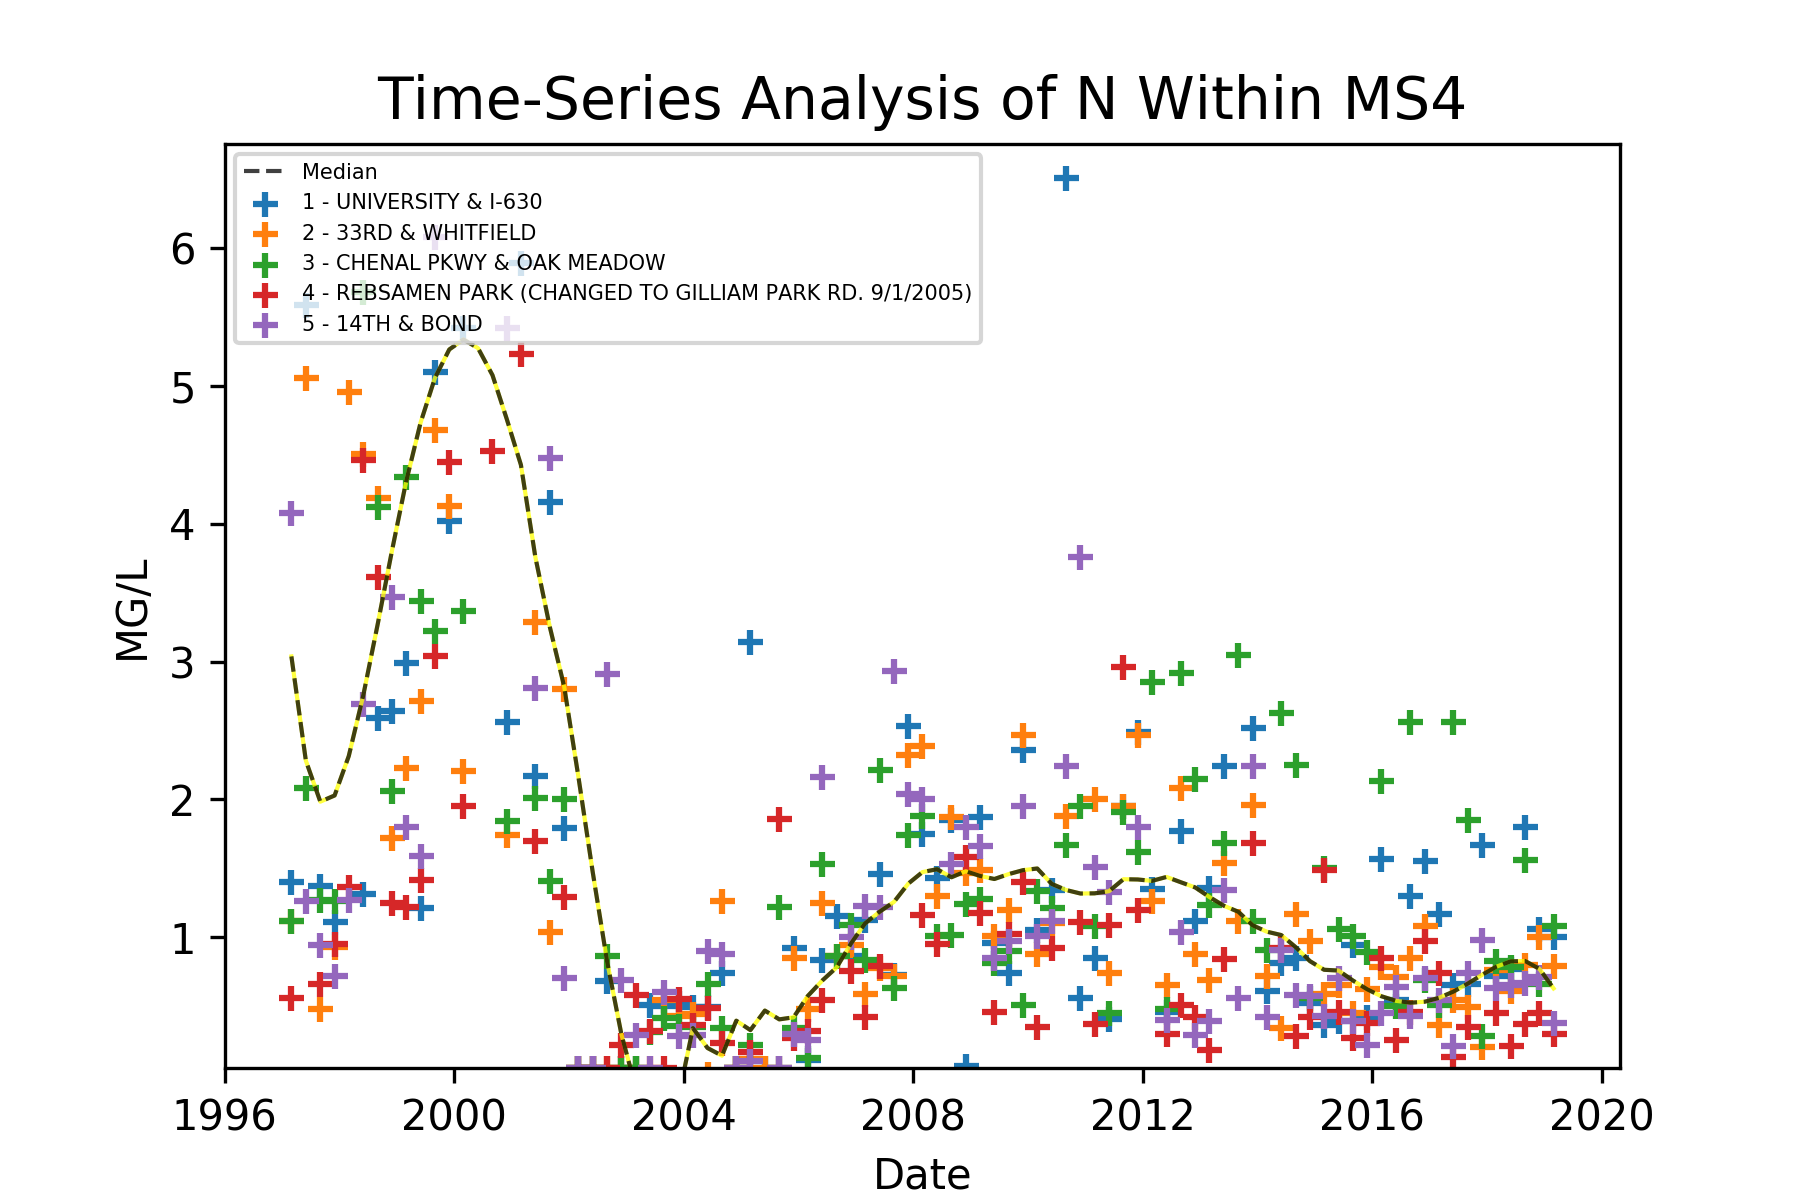 Time-Series Analysis of N Within MS4
Median
1 - UNIVERSITY & I-630
2 - 33RD & WHITFIELD
3 - CHENAL PKWY & OAK MEADOW
4 - REBSAMEN PARK (CHANGED TO GILLIAM PARK RD. 9/1/2005)
5 - 14TH & BOND
6
5
4
3
2
1
MG/L
1996 2000 2004 2008 2012 2016 2020
Date